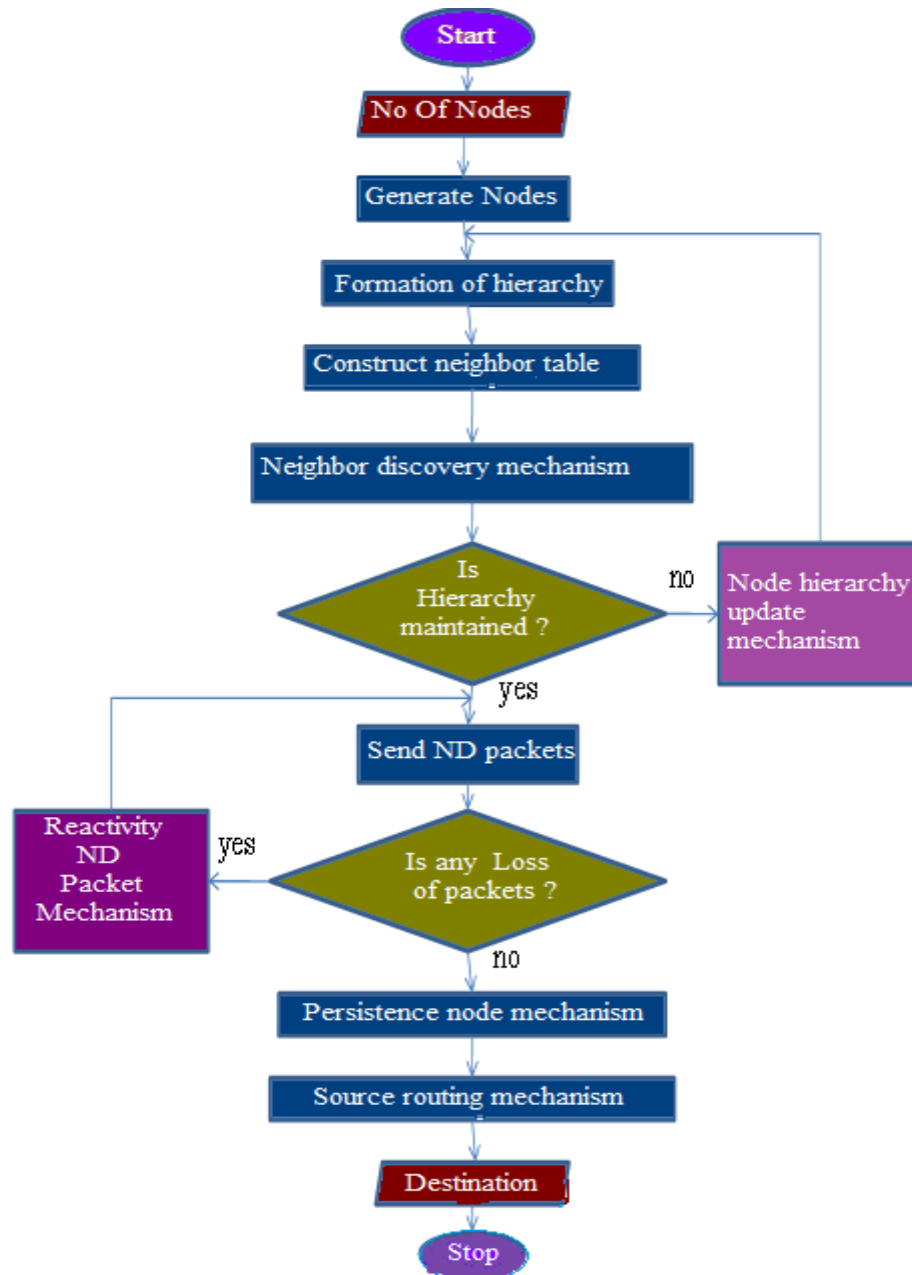 Start
No Of Nodes
Generate Nodes
Formation of hierarchy
Construct neighbor table
Neighbor discovery mechanism
Is
Hierarchy
maintained ?
no
Node hierarchy
update
mechanism
yes
Send ND packets
Reactivity
ND
Packet
Mechanism
yes
Is any Loss
of packets ?
no
Persistence node mechanism
Source routing mechanism
Destination
Stop